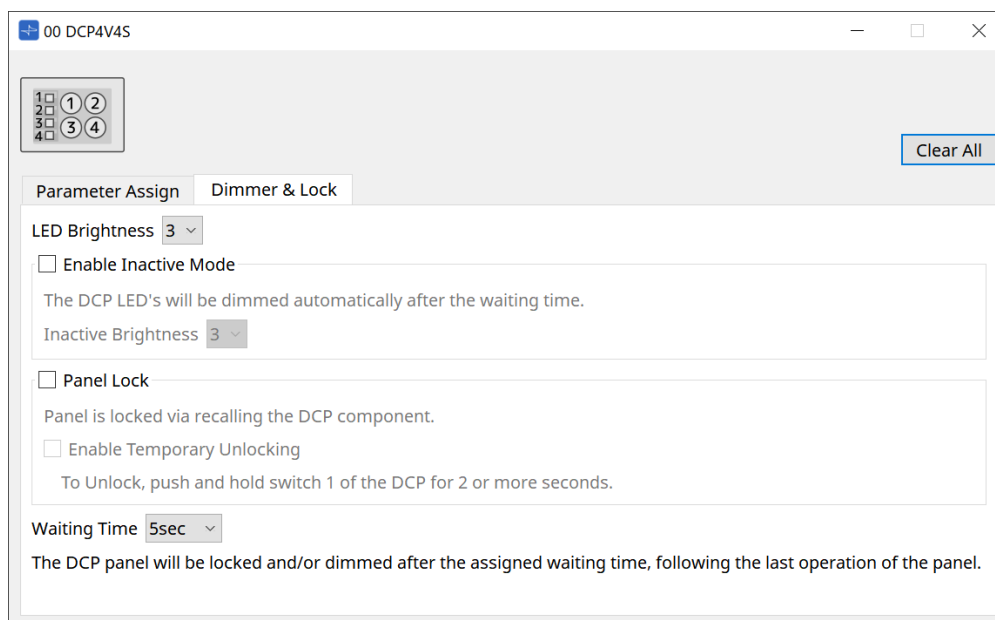 00 DCP4V4S
1 1 2
2
3 3 4
4
Clear All
Parameter Assign Dimmer & Lock
LED Brightness 3
Enable Inactive Mode
The DCP LED's will be dimmed automatically after the waiting time.
Inactive Brightness 3
Panel Lock
Panel is locked via recalling the DCP component.
Enable Temporary Unlocking
To Unlock, push and hold switch 1 of the DCP for 2 or more seconds.
Waiting Time 5sec
The DCP panel will be locked and/or dimmed after the assigned waiting time, following the last operation of the panel.